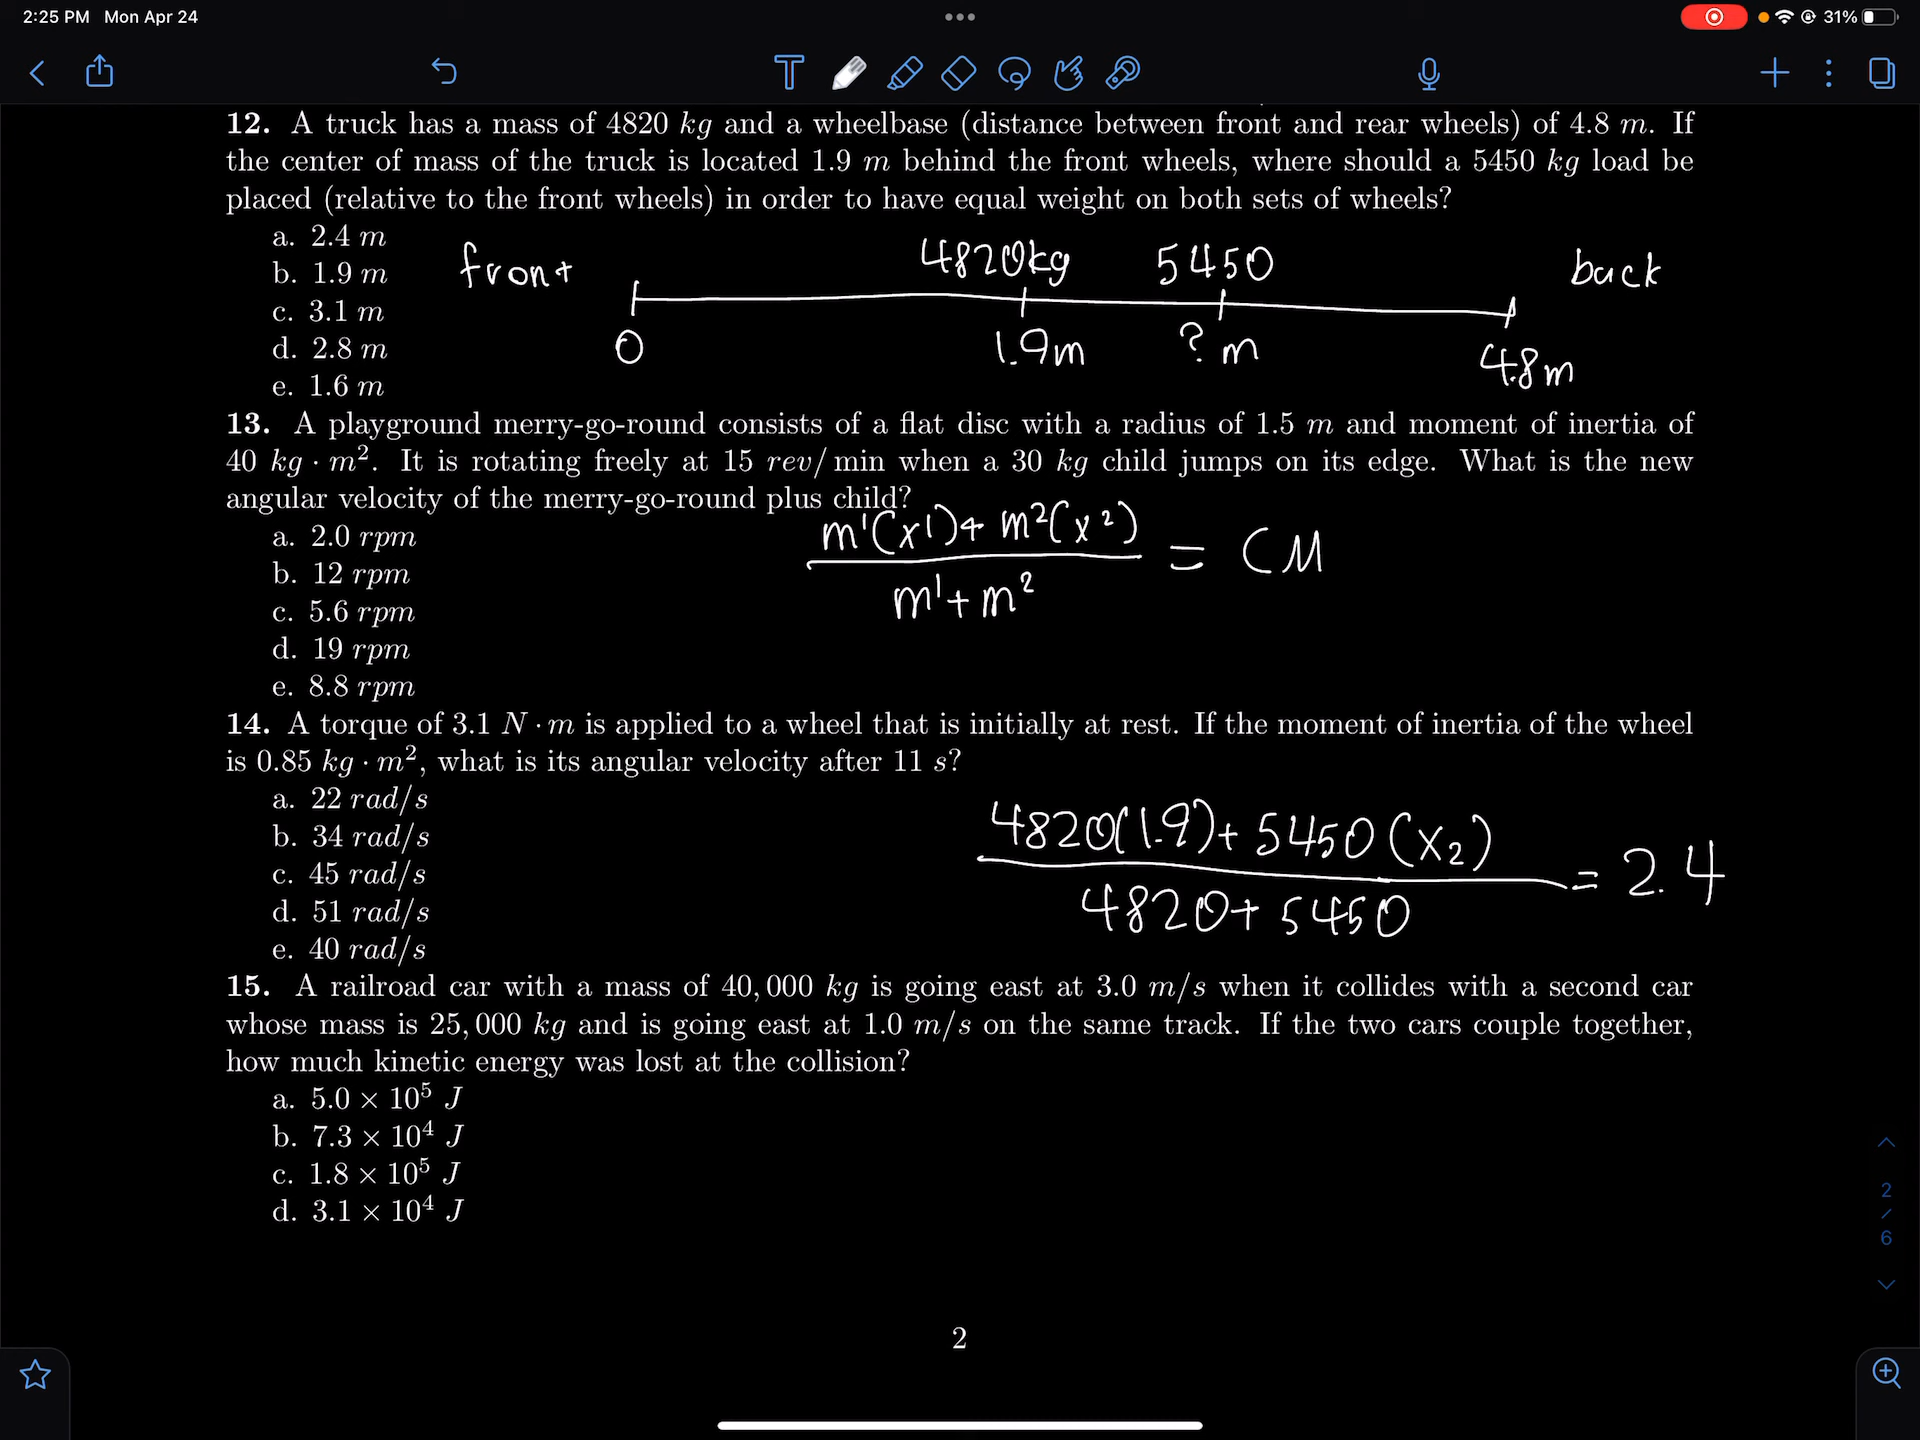 2:25 PM Mon Apr 24
31%
12. A truck has a mass of 4820 kg and a wheelbase (distance between front and rear wheels) of 4.8 m. If
the center of mass of the truck is located 1.9 m behind the front wheels, where should a 5450 kg load be
placed (relative to the front wheels) in order to have equal weight on both sets of wheels?
a. 2.4 m
b. 1.9 m
c. 3.1 m
d. 2.8 m
e. 1.6 m
front 4820kg 5450 back
0 1.9m ? m 4.8m
13. A playground merry-go-round consists of a flat disc with a radius of 1.5 m and moment of inertia of
40 kg · m². It is rotating freely at 15 rev/min when a 30 kg child jumps on its edge. What is the new
angular velocity of the merry-go-round plus child?
a. 2.0 rpm
b. 12 rpm
c. 5.6 rpm
d. 19 rpm
e. 8.8 rpm
m¹(x¹)+ m²(x²)
= CM
m¹+m²
14. A torque of 3.1 N · m is applied to a wheel that is initially at rest. If the moment of inertia of the wheel
is 0.85 kg · m², what is its angular velocity after 11 s?
a. 22 rad/s
b. 34 rad/s
c. 45 rad/s
d. 51 rad/s
e. 40 rad/s
4820(1.9)+ 5450(x₂)
= 2.4
4820+ 5450
15. A railroad car with a mass of 40,000 kg is going east at 3.0 m/s when it collides with a second car
whose mass is 25,000 kg and is going east at 1.0 m/s on the same track. If the two cars couple together,
how much kinetic energy was lost at the collision?
a. 5.0 × 10⁵ J
b. 7.3 × 10⁴ J
c. 1.8 × 10⁵ J
d. 3.1 × 10⁴ J
2
/
6
2